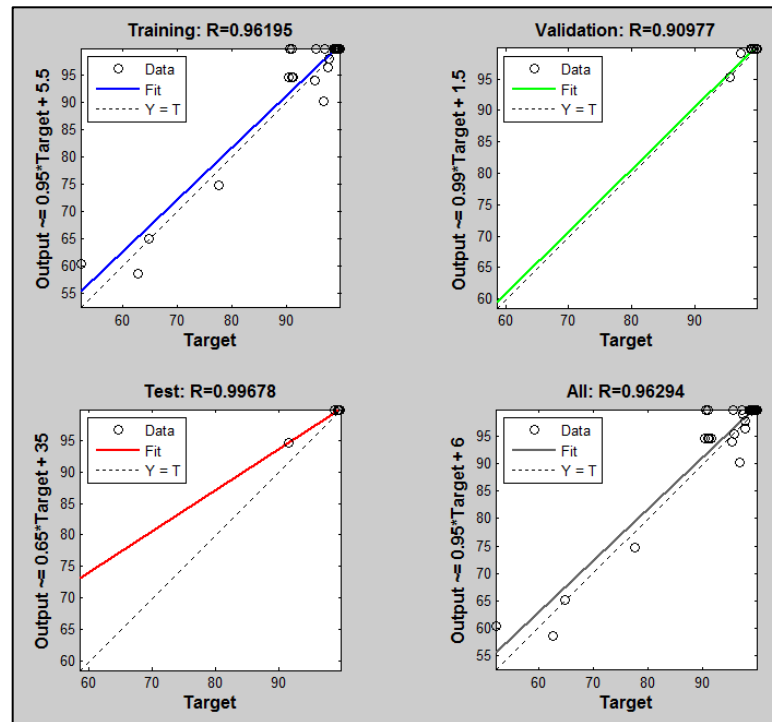 Training: R=0.96195
Output ~= 0.95*Target + 5.5
95
90
85
80
75
70
65
60
55
Data
Fit
Y = T
60
70
80
90
Target
Validation: R=0.90977
Output ~= 0.99*Target + 1.5
95
90
85
80
75
70
65
60
Data
Fit
Y = T
60
70
80
90
Target
Test: R=0.99678
Output ~= 0.65*Target + 35
95
90
85
80
75
70
65
60
Data
Fit
Y = T
60
70
80
90
Target
All: R=0.96294
Output ~= 0.95*Target + 6
95
90
85
80
75
70
65
60
55
Data
Fit
Y = T
60
70
80
90
Target